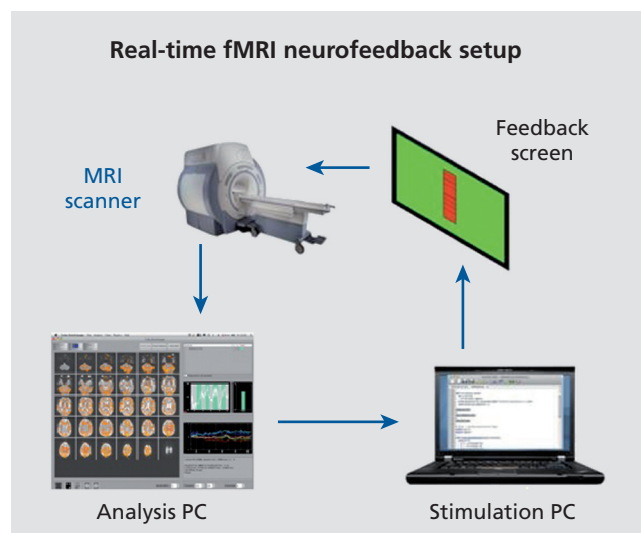 Real-time fMRI neurofeedback setup
Feedback
screen
MRI
scanner
Analysis PC
Stimulation PC